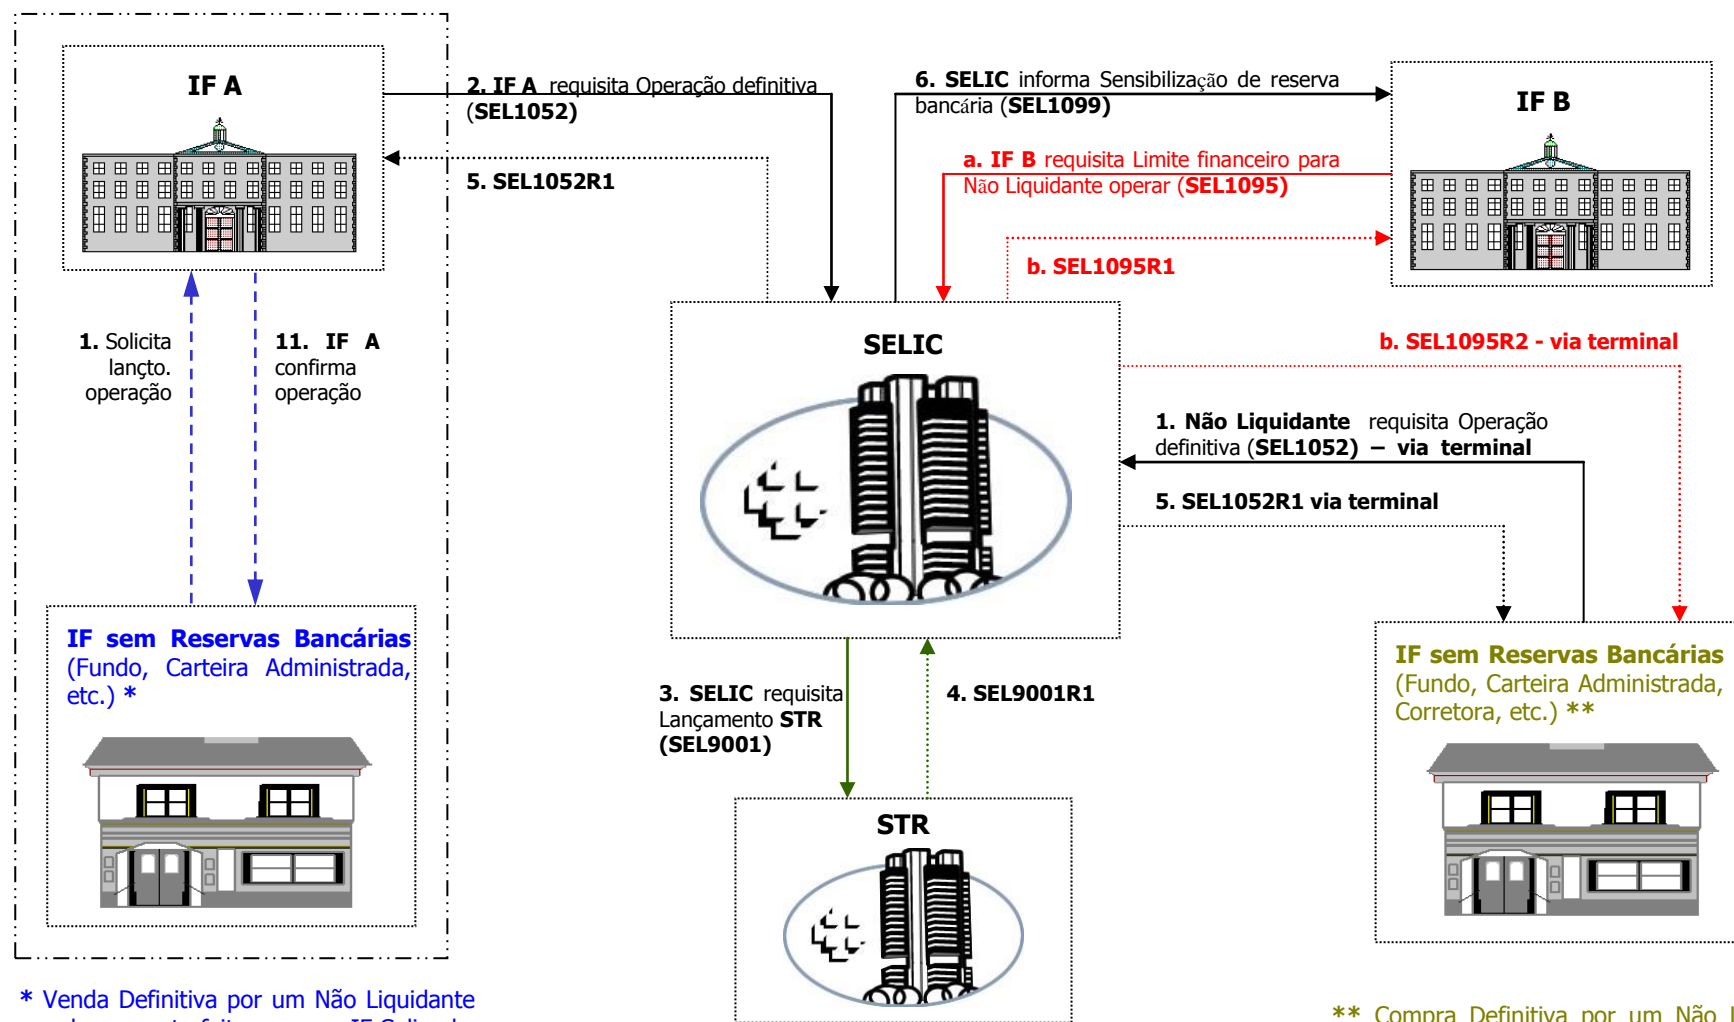 IF A
2. IF A requisita Operação definitiva
(SEL1052)
5. SEL1052R1
6. SELIC informa Sensibilização de reserva
bancária (SEL1099)
IF B
a. IF B requisita Limite financeiro para
Não Liquidante operar (SEL1095)
b. SEL1095R1
1. Solicita
lançto.
operação
11. IF A
confirma
operação
SELIC
b. SEL1095R2 - via terminal
1. Não Liquidante requisita Operação
definitiva (SEL1052) – via terminal
5. SEL1052R1 via terminal
IF sem Reservas Bancárias
(Fundo, Carteira Administrada,
etc.) *
3. SELIC requisita
Lançamento STR
(SEL9001)
4. SEL9001R1
IF sem Reservas Bancárias
(Fundo, Carteira Administrada,
Corretora, etc.) **
STR
* Venda Definitiva por um Não Liquidante
** Compra Definitiva por um Não